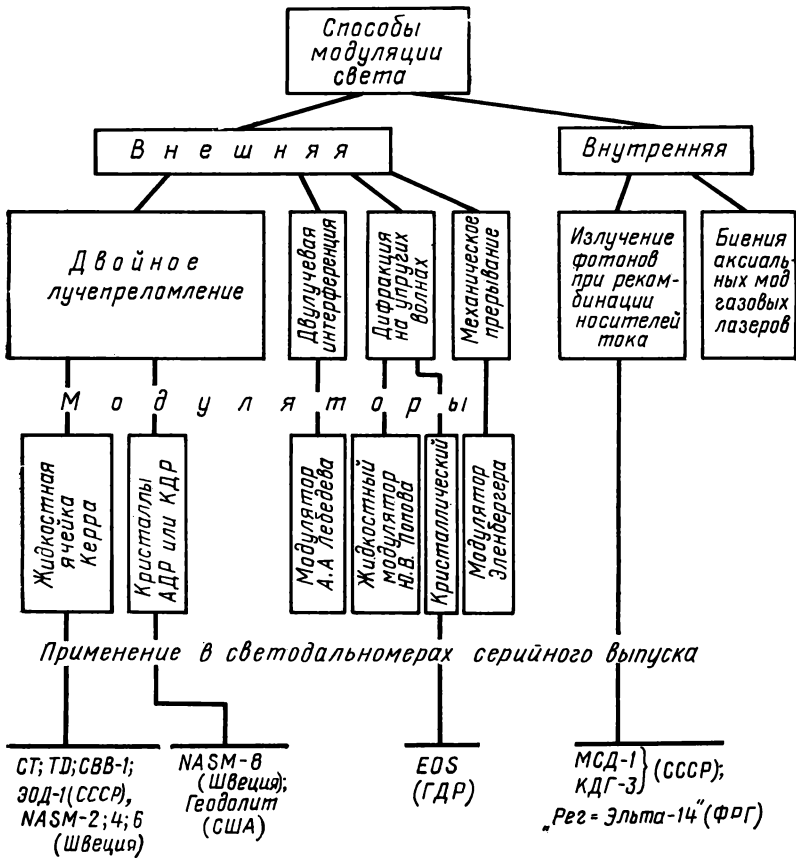 Способы
модуляции
света
Внешняя
Внутренняя
Двойное
лучепреломление
Двулучевая
интерференция
Дифракция
на упругих
волнах
Механическое
прерывание
Излучение
фотонов
при реком-
бинации
носителей
тока
Биения
аксиаль-
ных мод
газовых
лазеров
Модуляторы
Жидкостная
ячейка
Керра
Кристаллы
АДР или КДР
Модулятор
А.А Лебедева
Жидкостный
модулятор
Ю.В. Попова
Кристаллический
Модулятор
Эленбергера
Применение в светодальномерах серийного выпуска
СТ; TD; СВВ-1;
ЭОД-1 (СССР),
NASM-2; 4; 6
(Швеция)
NASM-8
(Швеция);
Геодолит
(США)
EOS
(ГДР)
МСД-1
КДГ-3} (СССР);
„Рег = Эльта-14" (ФРГ)